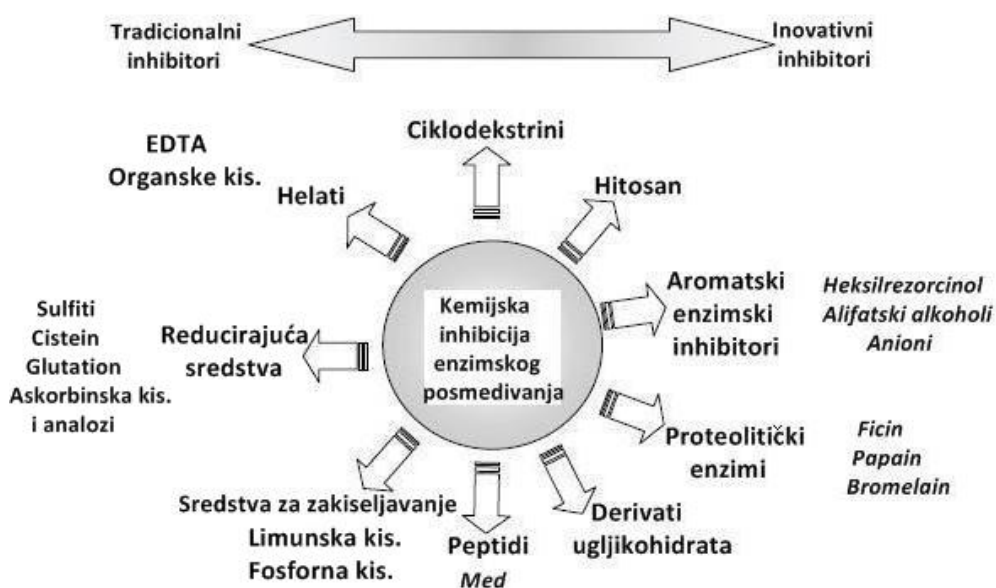 Tradicionalni
inhibitori
Inovativni
inhibitori
Ciklodekstrini
EDTA
Organske kis.
Helati
Hitosan
Aromatski
enzimski
inhibitori
Heksilrezorcinol
Alifatski alkoholi
Anioni
Sulfiti
Cistein
Glutation
Askorbinska kis.
i analozi
Reducirajuća
sredstva
Kemijska
inhibicija
enzimskog
posmeđivanja
Proteolitički
enzimi
Ficin
Papain
Bromelain
Sredstva za zakiseljavanje
Limunska kis.
Fosforna kis.
Peptidi
Med
Derivati
ugljikohidrata